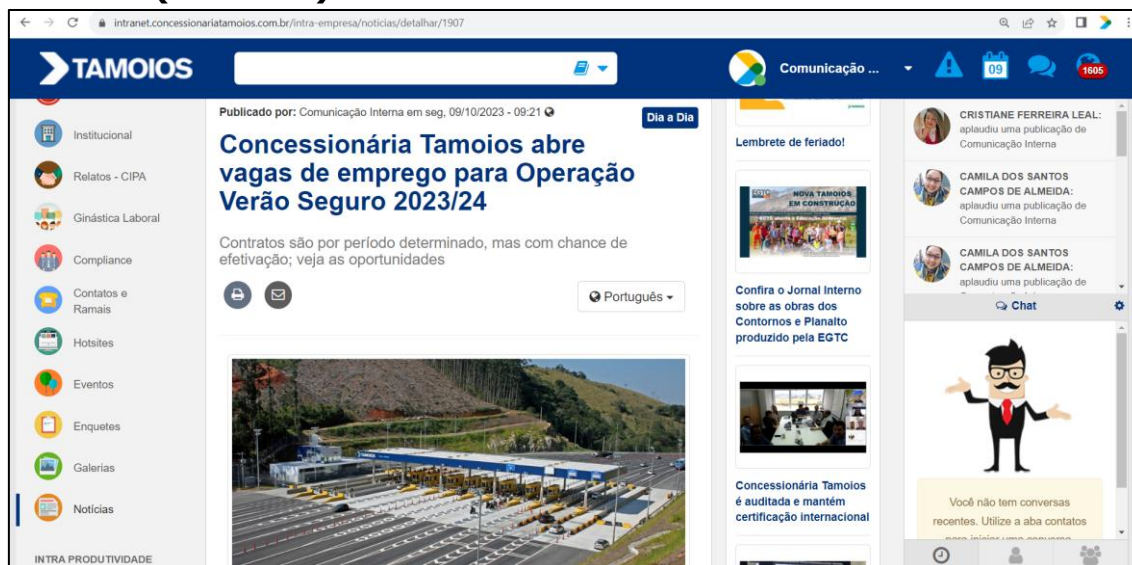 intranet.concessionariatamoios.com.br/intra-empresa/noticias/detalhar/1907
TAMOIOS
Comunicação ...
09
1605
Institucional
Relatos - CIPA
Ginástica Laboral
Compliance
Contatos e
Ramais
Hotsites
Eventos
Enquetes
Galerias
Notícias
INTRA PRODUTIVIDADE
Publicado por: Comunicação Interna em seg, 09/10/2023 - 09:21
Dia a Dia
Concessionária Tamoios abre
vagas de emprego para Operação
Verão Seguro 2023/24
Contratos são por período determinado, mas com chance de
efetivação; veja as oportunidades
Português
TAMOIOS
Lembrete de feriado!
EGTC
NOVA TAMOIOS
EM CONSTRUÇÃO
Confira o Jornal Interno
sobre as obras dos
Contornos e Planalto
produzido pela EGTC
Concessionária Tamoios
é auditada e mantém
certificação internacional
CRISTIANE FERREIRA LEAL:
aplaudiu uma publicação de
Comunicação Interna
CAMILA DOS SANTOS
CAMPOS DE ALMEIDA:
aplaudiu uma publicação de
Comunicação Interna
CAMILA DOS SANTOS
CAMPOS DE ALMEIDA:
aplaudiu uma publicação de
Chat
Você não tem conversas
recentes. Utilize a aba contatos
para iniciar uma conversa